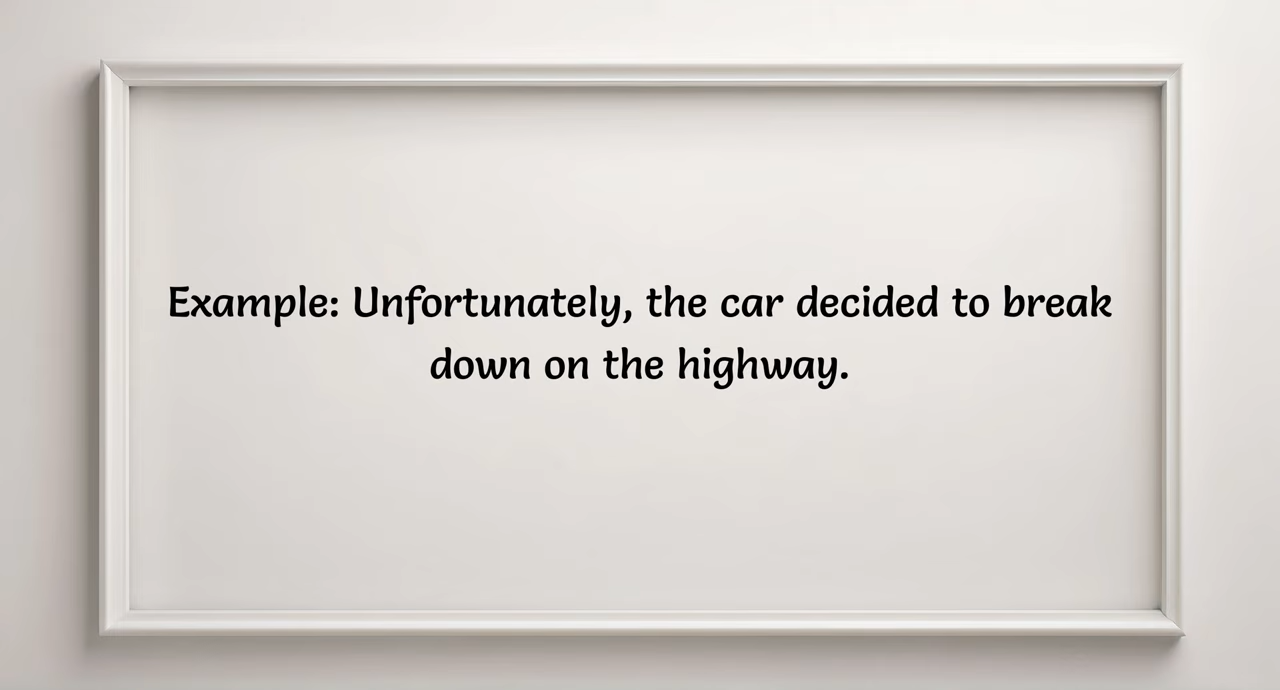 Example: Unfortunately, the car decided to break
down on the highway.